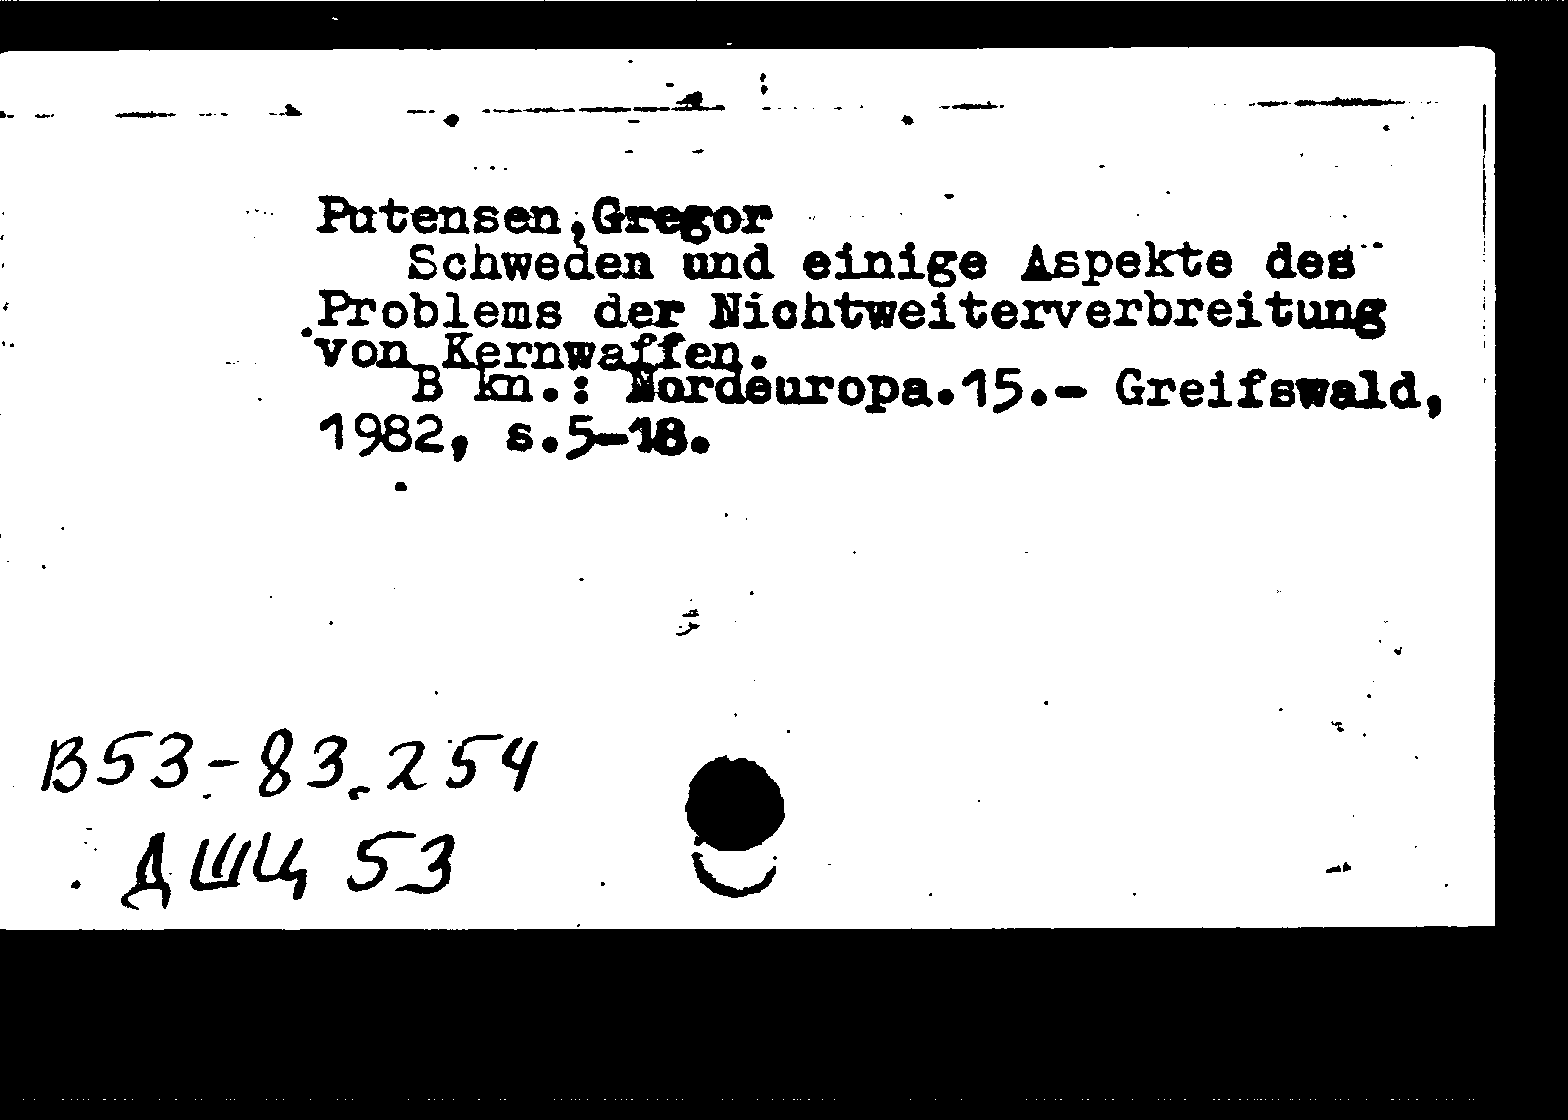 Putensen,Gregor
Schweden und einige Aspekte des
Problems der Nichtweiterverbreitung
von Kernwaffen.
B kn.: Nordeuropa.15.- Greifswald,
1982, s.5-18.
B53-83.254
ДШЦ 53